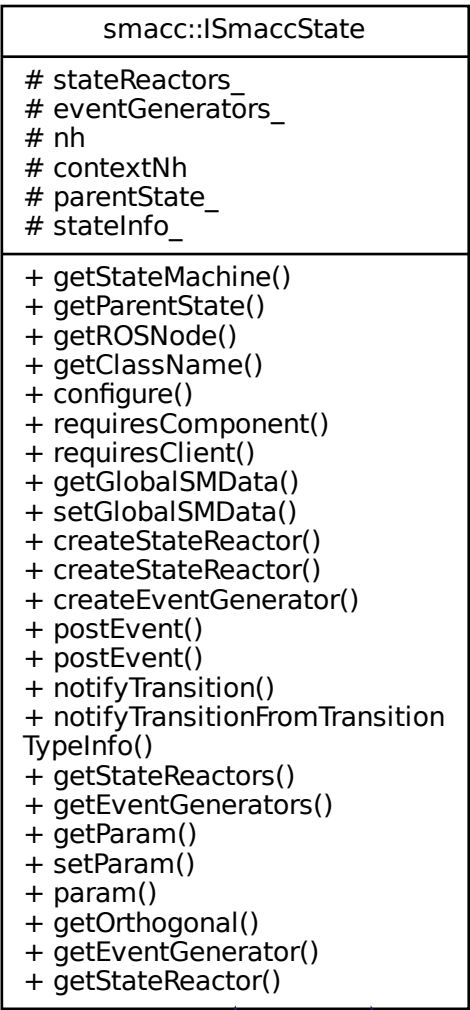 smacc::ISmaccState
# stateReactors_
# eventGenerators_
# nh
# contextNh
# parentState_
# stateInfo_
+ getStateMachine()
+ getParentState()
+ getROSNode()
+ getClassName()
+ configure()
+ requiresComponent()
+ requiresClient()
+ getGlobalSMData()
+ setGlobalSMData()
+ createStateReactor()
+ createStateReactor()
+ createEventGenerator()
+ postEvent()
+ postEvent()
+ notifyTransition()
+ notifyTransitionFromTransition
TypeInfo()
+ getStateReactors()
+ getEventGenerators()
+ getParam()
+ setParam()
+ param()
+ getOrthogonal()
+ getEventGenerator()
+ getStateReactor()